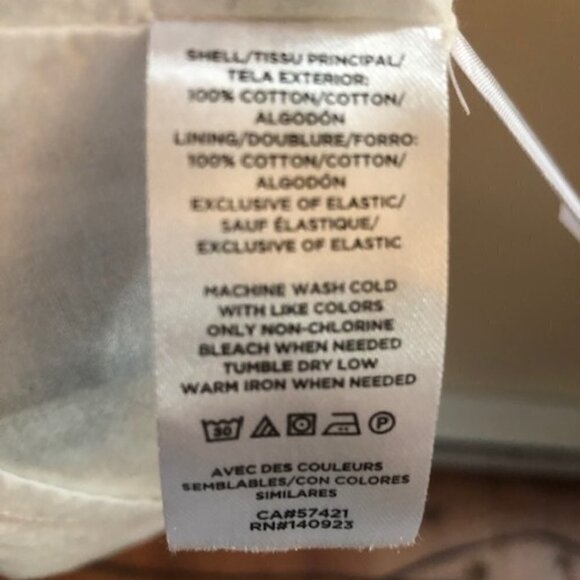 SHELL/TISSU PRINCIPAL/
TELA EXTERIOR:
100% COTTON/COTTON/
ALGODÓN
LINING/DOUBLURE/FORRO:
100% COTTON/COTTON/
ALGODÓN
EXCLUSIVE OF ELASTIC/
SAUF ÉLASTIQUE/
EXCLUSIVE OF ELASTIC
MACHINE WASH COLD
WITH LIKE COLORS
ONLY NON-CHLORINE
BLEACH WHEN NEEDED
TUMBLE DRY LOW
WARM IRON WHEN NEEDED
30 P
AVEC DES COULEURS
SEMBLABLES/CON COLORES
SIMILARES
CA#57421
RN#140923